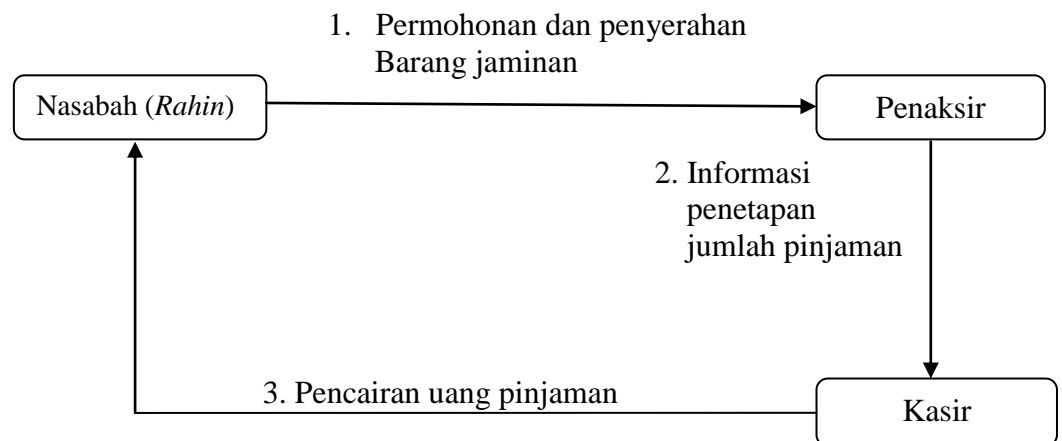 1. Permohonan dan penyerahan
Barang jaminan
Nasabah (Rahin)
Penaksir
2. Informasi
penetapan
jumlah pinjaman
3. Pencairan uang pinjaman
Kasir